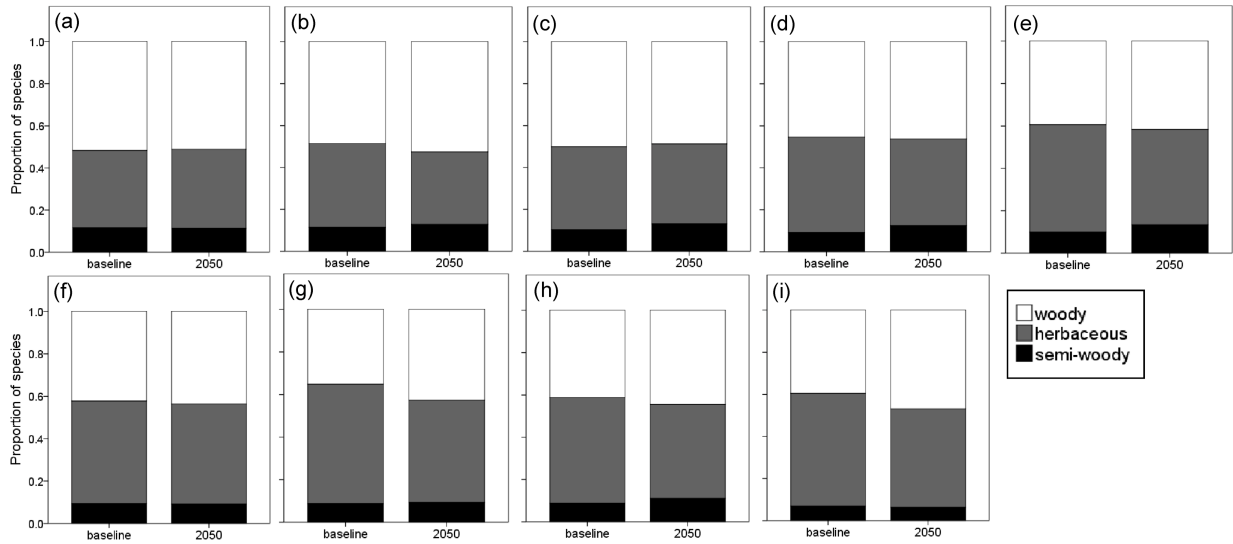 (a) (b) (c) (d) (e)
Proportion of species
1.0
0.8
0.6
0.4
0.2
0.0
baseline 2050 baseline 2050 baseline 2050 baseline 2050 baseline 2050
(f) (g) (h) (i)
Proportion of species
1.0
0.8
0.6
0.4
0.2
0.0
baseline 2050 baseline 2050 baseline 2050 baseline 2050
woody
herbaceous
semi-woody